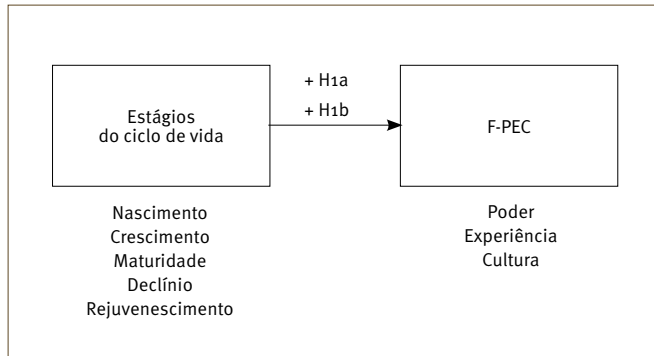 Estágios
do ciclo de vida
+ H1a
+ H1b
F-PEC
Nascimento
Crescimento
Maturidade
Declínio
Rejuvenescimento
Poder
Experiência
Cultura